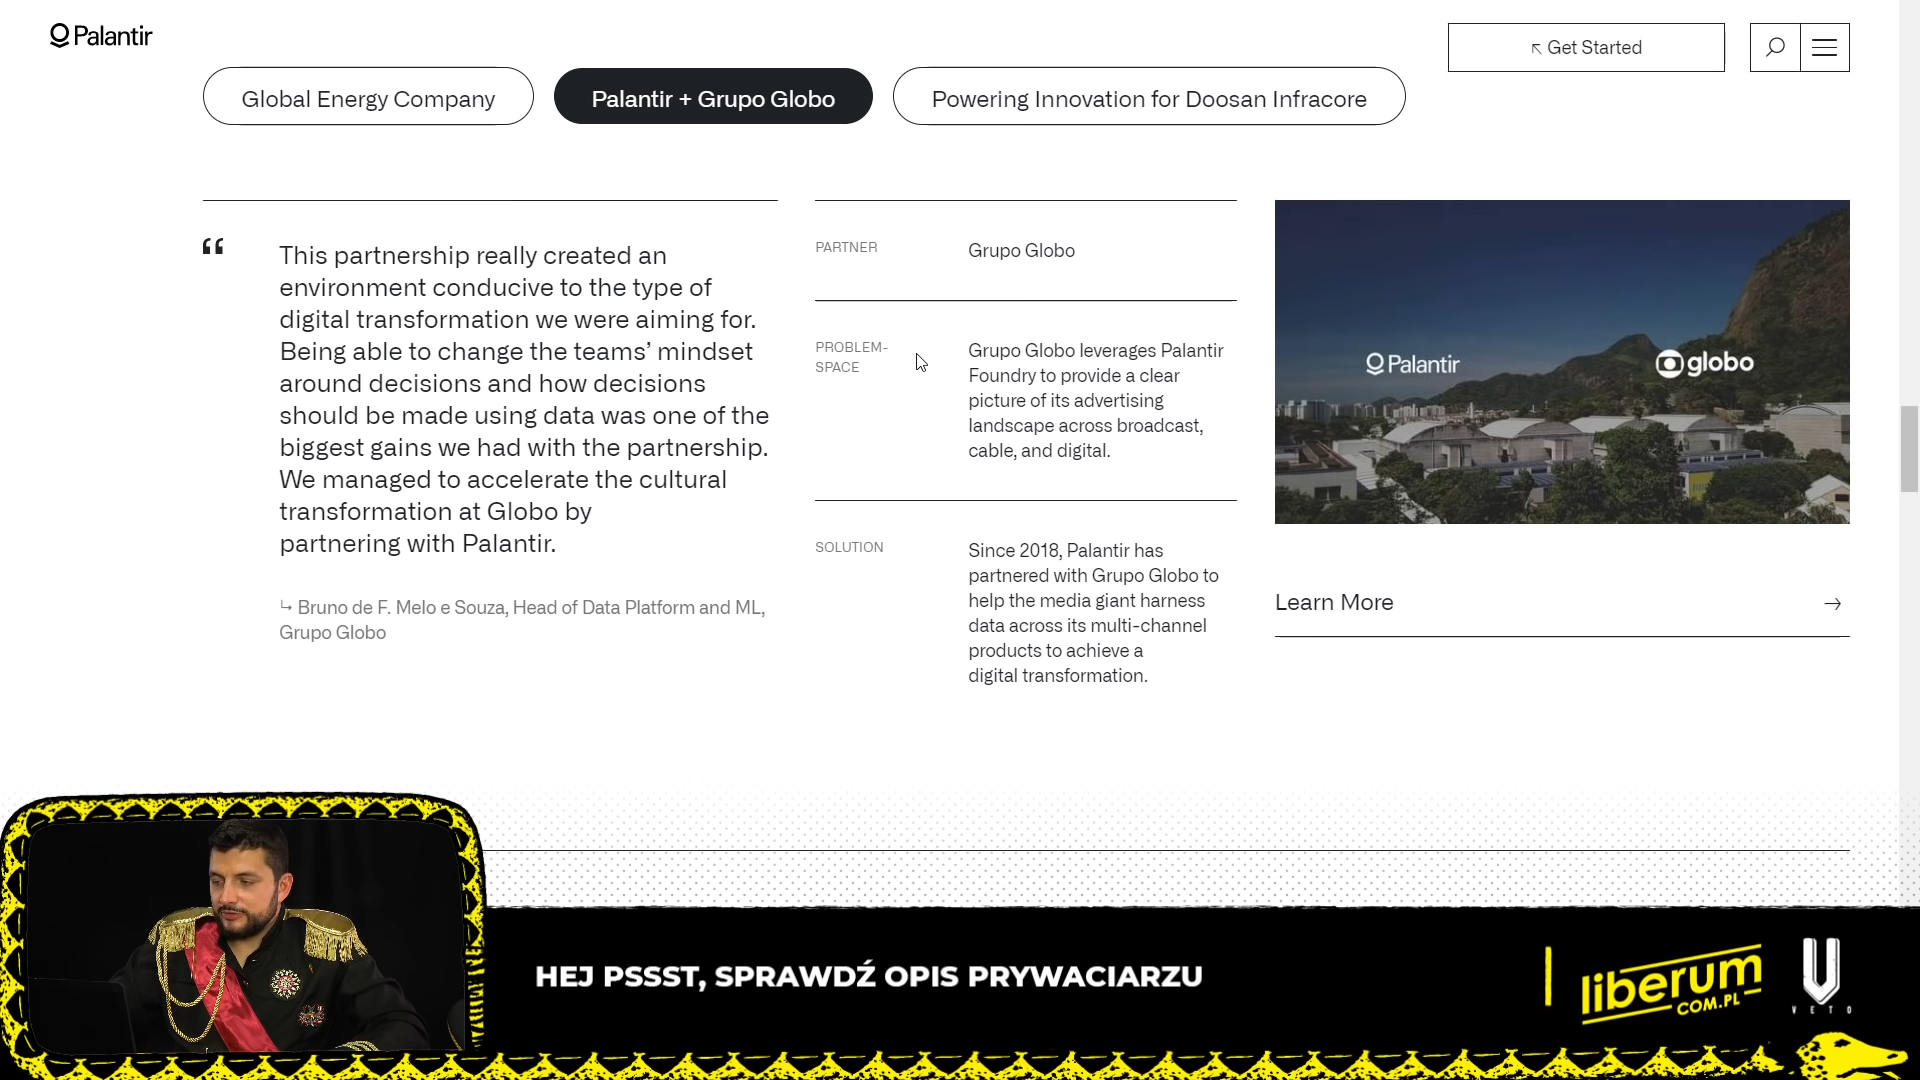 Palantir
Get Started
Global Energy Company
Palantir + Grupo Globo
Powering Innovation for Doosan Infracore
“
This partnership really created an
environment conducive to the type of
digital transformation we were aiming for.
Being able to change the teams’ mindset
around decisions and how decisions
should be made using data was one of the
biggest gains we had with the partnership.
We managed to accelerate the cultural
transformation at Globo by
partnering with Palantir.
↳ Bruno de F. Melo e Souza, Head of Data Platform and ML,
Grupo Globo
PARTNER
Grupo Globo
PROBLEM-
SPACE
Grupo Globo leverages Palantir
Foundry to provide a clear
picture of its advertising
landscape across broadcast,
cable, and digital.
SOLUTION
Since 2018, Palantir has
partnered with Grupo Globo to
help the media giant harness
data across its multi-channel
products to achieve a
digital transformation.
Palantir
globo
Learn More
HEJ PSSST, SPRAWDŹ OPIS PRYWACIARZU
liberum
COM.PL
VETO